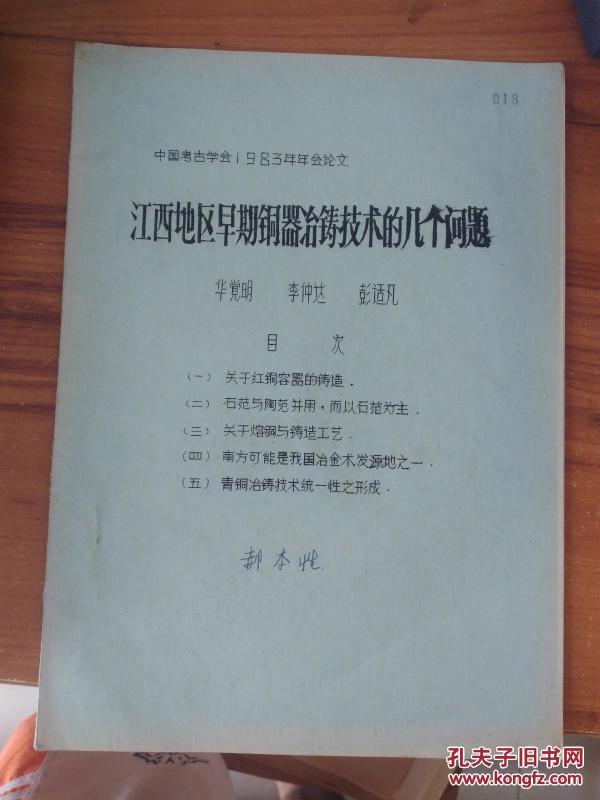 018
中国考古学会1983年年会论文
江西地区早期铜器冶铸技术的几个问题
华觉明 李仲达 彭适凡
目 次
(一) 关于红铜容器的铸造.
(二) 石范与陶范并用,而以石范为主.
(三) 关于熔铜与铸造工艺.
(四) 南方可能是我国冶金术发源地之一.
(五) 青铜冶铸技术统一性之形成.
郝本性
孔夫子旧书网
www.kongfz.com